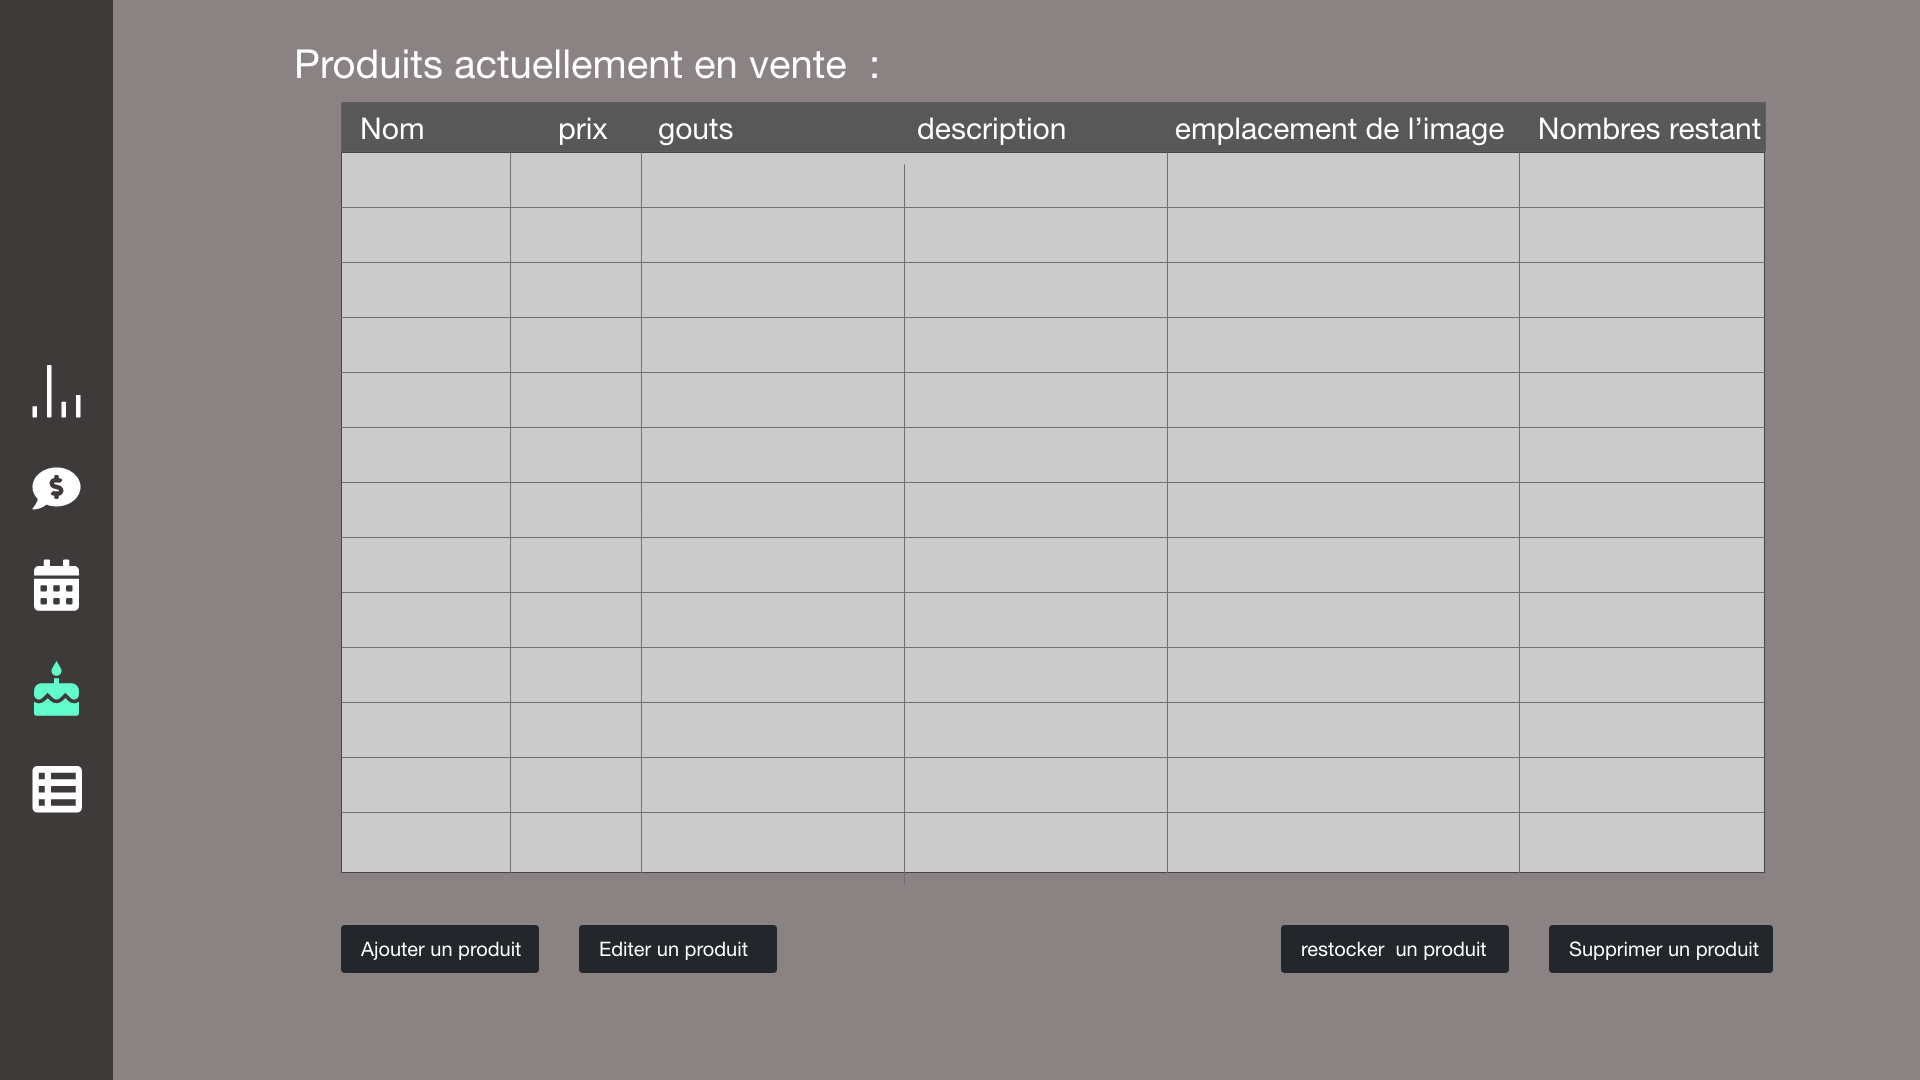 Produits actuellement en vente  :
Nom prix gouts description emplacement de l’image Nombres restant
$
Ajouter un produit Editer un produit restocker  un produit Supprimer un produit